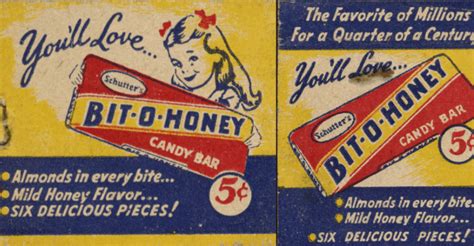 You'll Love...
Schutter's
BIT-O-HONEY
CANDY BAR
5¢
• Almonds in every bite...
• Mild Honey Flavor...
• SIX DELICIOUS PIECES!
The Favorite of Millions
For a Quarter of a Century
You'll Love...
Schutter's
BIT-O-HONEY
CANDY BAR
5¢
• Almonds in every bite...
• Mild Honey Flavor...
• SIX DELICIOUS PIECES!